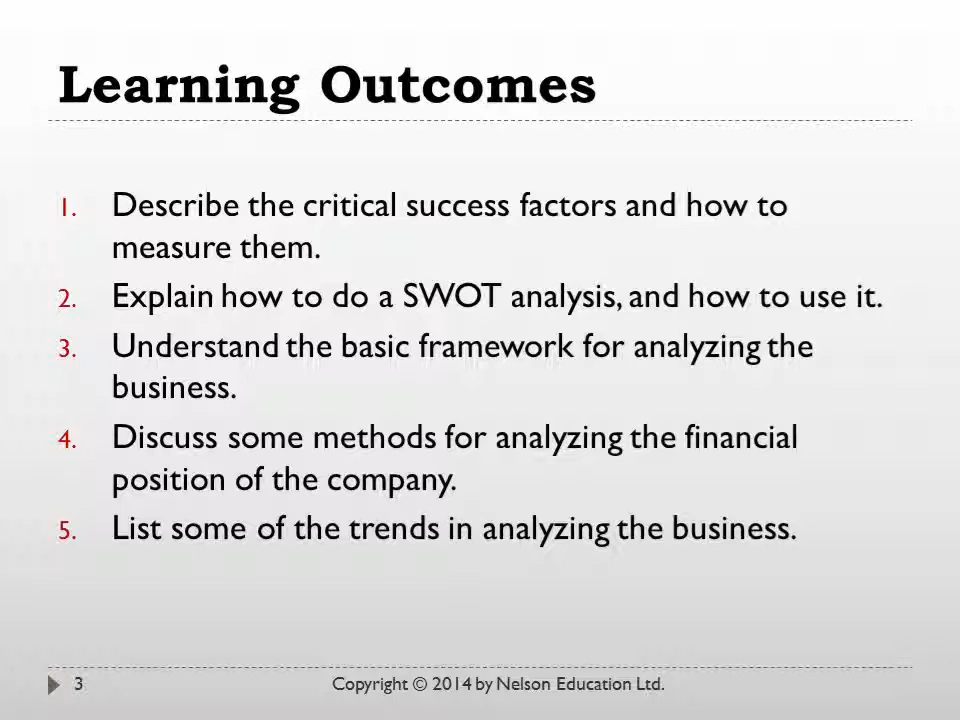 Learning Outcomes
1. Describe the critical success factors and how to
measure them.
2. Explain how to do a SWOT analysis, and how to use it.
3. Understand the basic framework for analyzing the
business.
4. Discuss some methods for analyzing the financial
position of the company.
5. List some of the trends in analyzing the business.
3 Copyright © 2014 by Nelson Education Ltd.